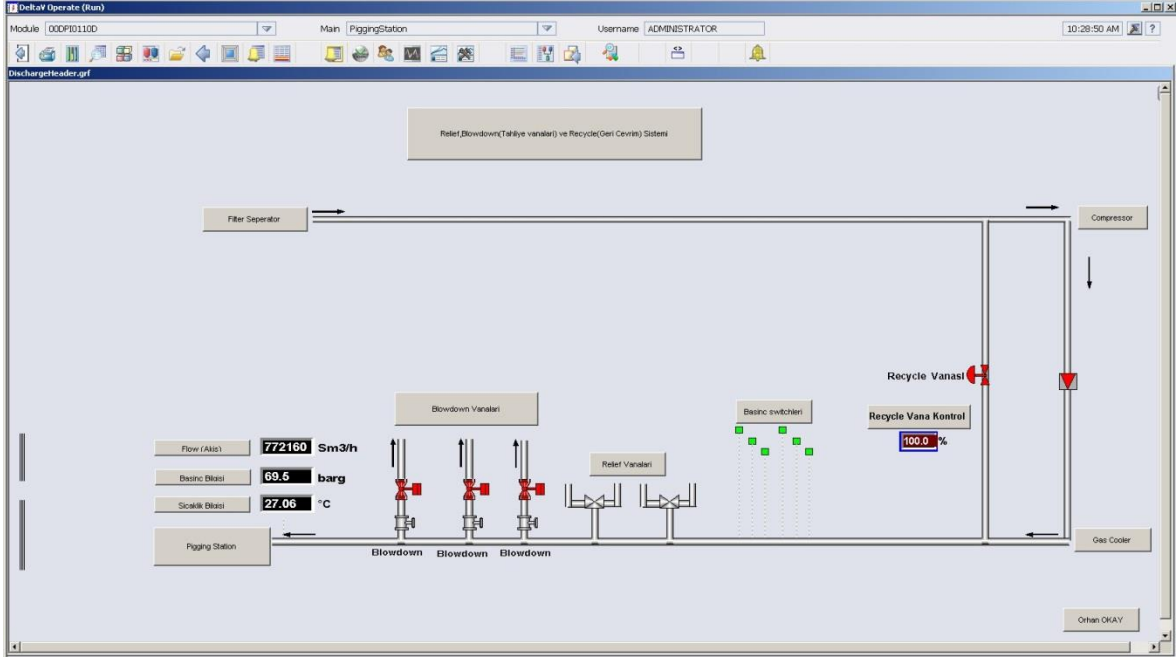 DeltaV Operate (Run)
Module 00DPI0110D Main PiggingStation Username ADMINISTRATOR 10:28:50 AM ?
DischargeHeader.grf
Relief,Blowdown(Tahliye vanalari) ve Recycle(Geri Cevrim) Sistemi
Filter Seperator
Compressor
Recycle Vanasi
Blowdown Vanalari
Basinc switchleri
Recycle Vana Kontrol
100.0 %
Flow (Akis) 772160 Sm3/h
Relief Vanalari
Basinc Bilgisi 69.5 barg
Sicaklik Bilgisi 27.06 °C
Pigging Station
Gas Cooler
Blowdown Blowdown Blowdown
Orhan OKAY